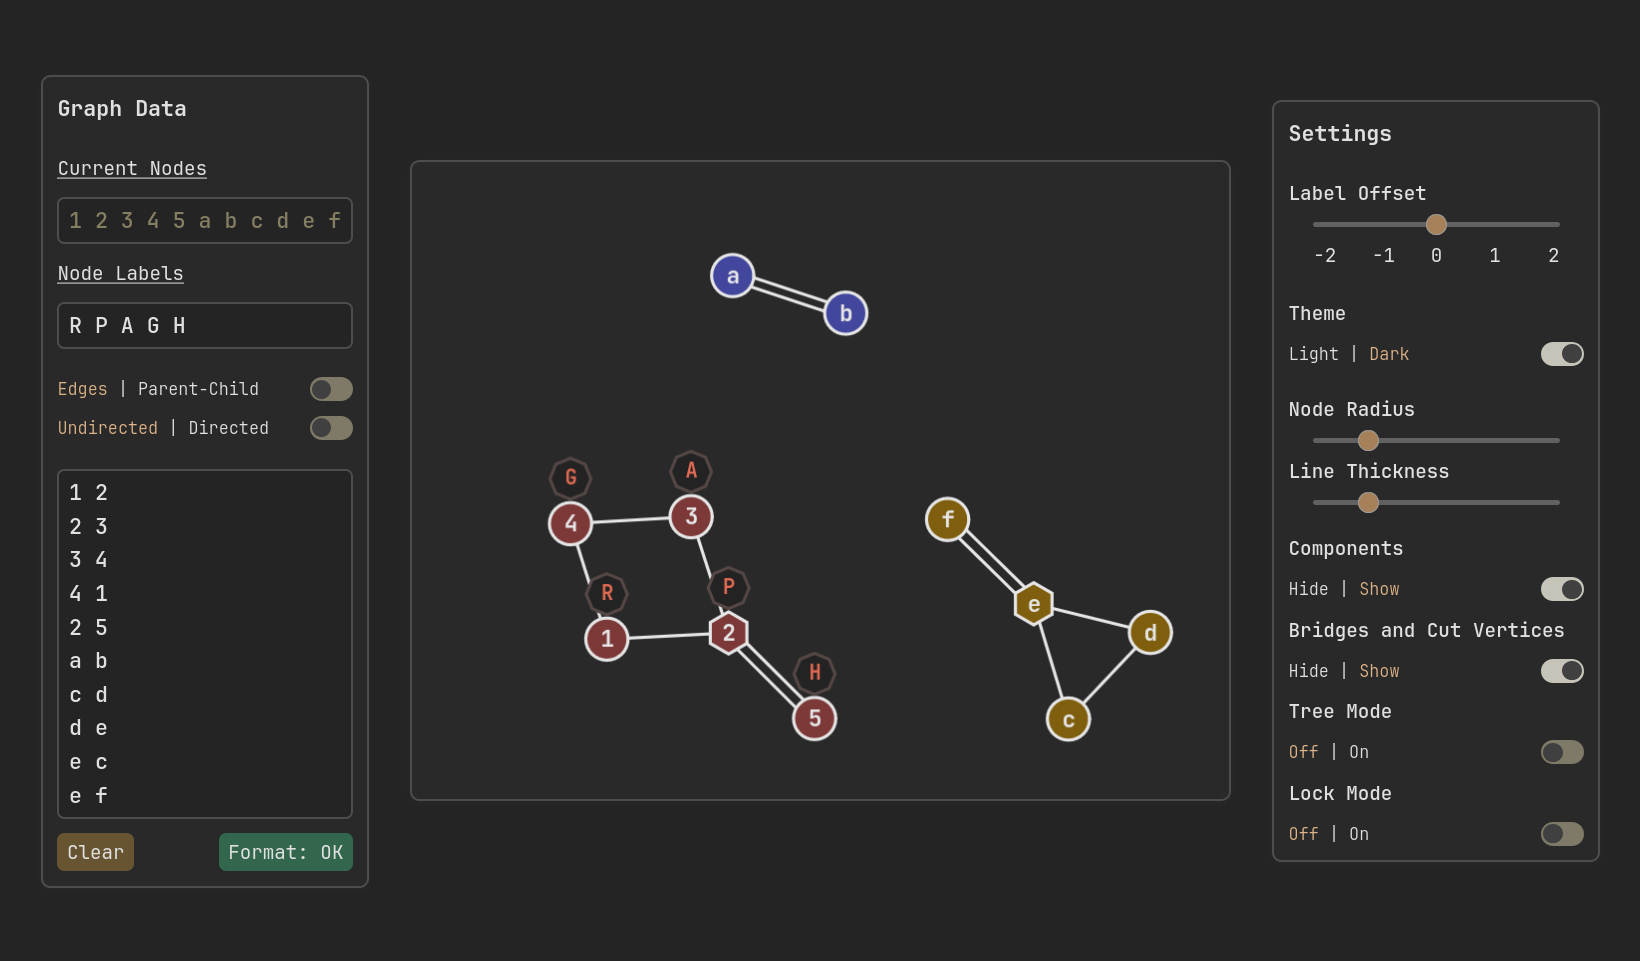 Graph Data
Current Nodes
1 2 3 4 5 a b c d e f
Node Labels
R P A G H
Edges | Parent-Child
Undirected | Directed
1 2
2 3
3 4
4 1
2 5
a b
c d
d e
e c
e f
Clear
Format: OK
a
b
G
A
4
3
R
P
1
2
H
5
f
e
d
c
Settings
Label Offset
-2 -1 0 1 2
Theme
Light | Dark
Node Radius
Line Thickness
Components
Hide | Show
Bridges and Cut Vertices
Hide | Show
Tree Mode
Off | On
Lock Mode
Off | On